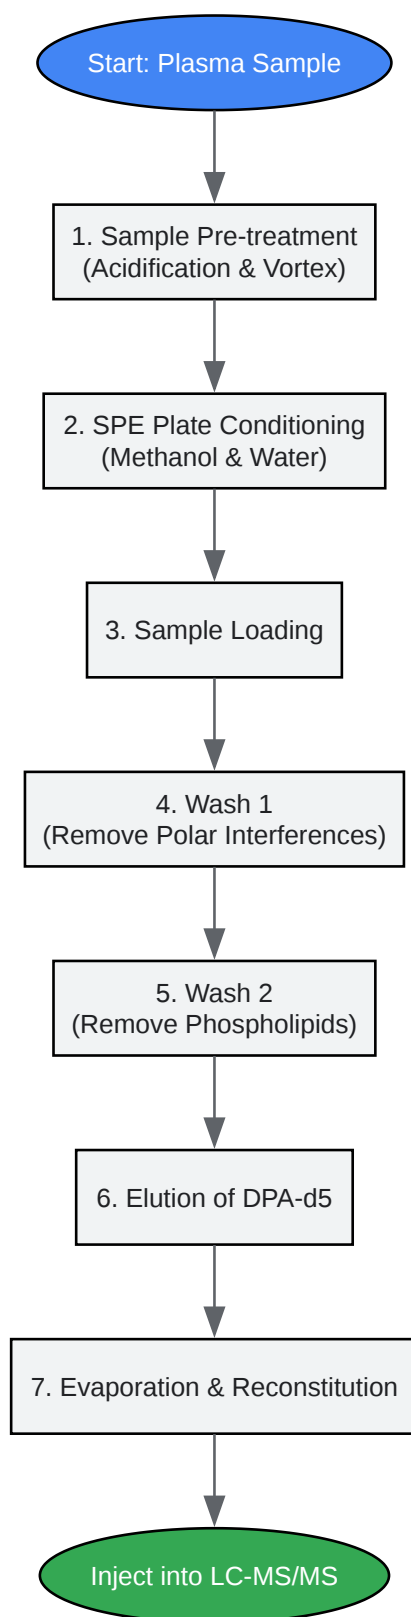 Start: Plasma Sample
1. Sample Pre-treatment
(Acidification & Vortex)
2. SPE Plate Conditioning
(Methanol & Water)
3. Sample Loading
4. Wash 1
(Remove Polar Interferences)
5. Wash 2
(Remove Phospholipids)
6. Elution of DPA-d5
7. Evaporation & Reconstitution
Inject into LC-MS/MS